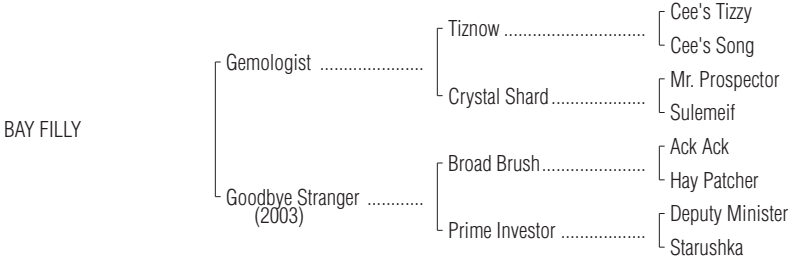 Cee's Tizzy
Tiznow ..............................
Cee's Song
Gemologist ......................
Mr. Prospector
Crystal Shard....................
Sulemeif
BAY FILLY
Ack Ack
Broad Brush......................
Hay Patcher
Goodbye Stranger ............
(2003)
Deputy Minister
Prime Investor ..................
Starushka